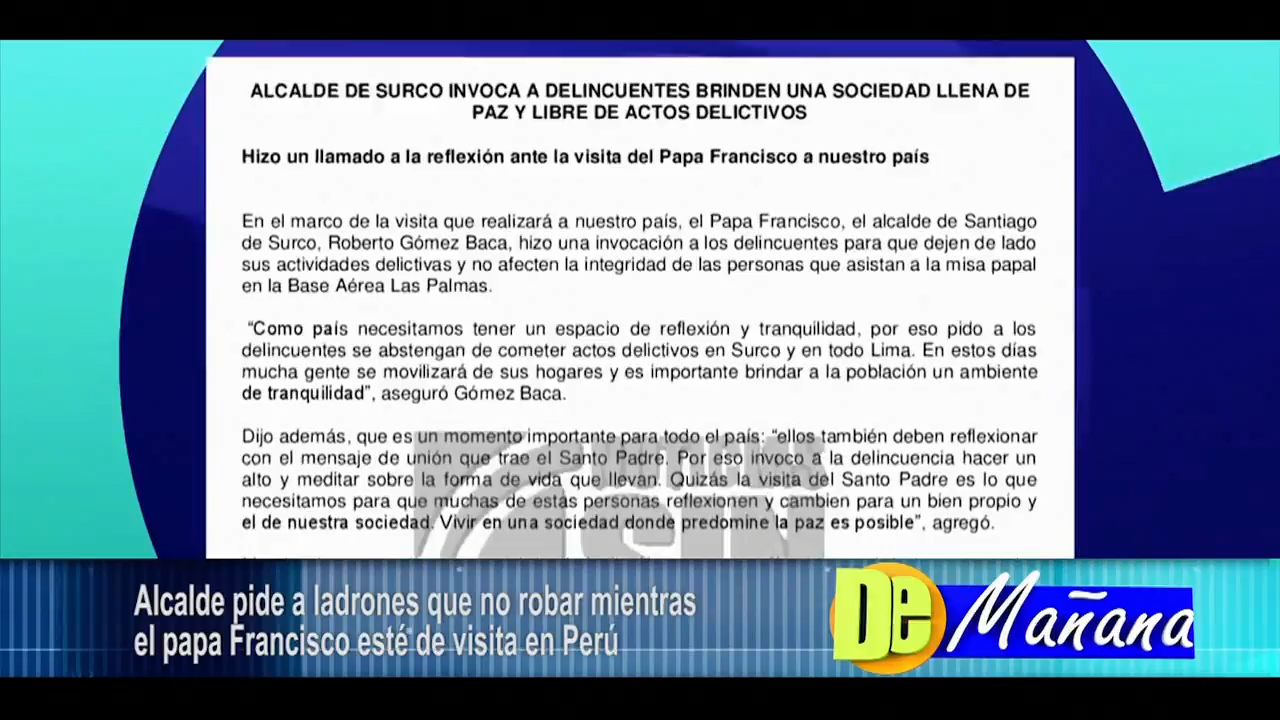 ALCALDE DE SURCO INVOCA A DELINCUENTES BRINDEN UNA SOCIEDAD LLENA DE
PAZ Y LIBRE DE ACTOS DELICTIVOS
Hizo un llamado a la reflexión ante la visita del Papa Francisco a nuestro país
En el marco de la visita que realizará a nuestro país, el Papa Francisco, el alcalde de Santiago
de Surco, Roberto Gómez Baca, hizo una invocación a los delincuentes para que dejen de lado
sus actividades delictivas y no afecten la integridad de las personas que asistan a la misa papal
en la Base Aérea Las Palmas.
“Como país necesitamos tener un espacio de reflexión y tranquilidad, por eso pido a los
delincuentes se abstengan de cometer actos delictivos en Surco y en todo Lima. En estos días
mucha gente se movilizará de sus hogares y es importante brindar a la población un ambiente
de tranquilidad”, aseguró Gómez Baca.
Dijo además, que es un momento importante para todo el país: “ellos también deben reflexionar
con el mensaje de unión que trae el Santo Padre. Por eso invoco a la delincuencia hacer un
alto y meditar sobre la forma de vida que llevan. Quizás la visita del Santo Padre es lo que
necesitamos para que muchas de estas personas reflexionen y cambien para un bien propio y
el de nuestra sociedad. Vivir en una sociedad donde predomine la paz es posible”, agregó.
NOTICIAS
SIN
Alcalde pide a ladrones que no robar mientras
el papa Francisco esté de visita en Perú
De Mañana